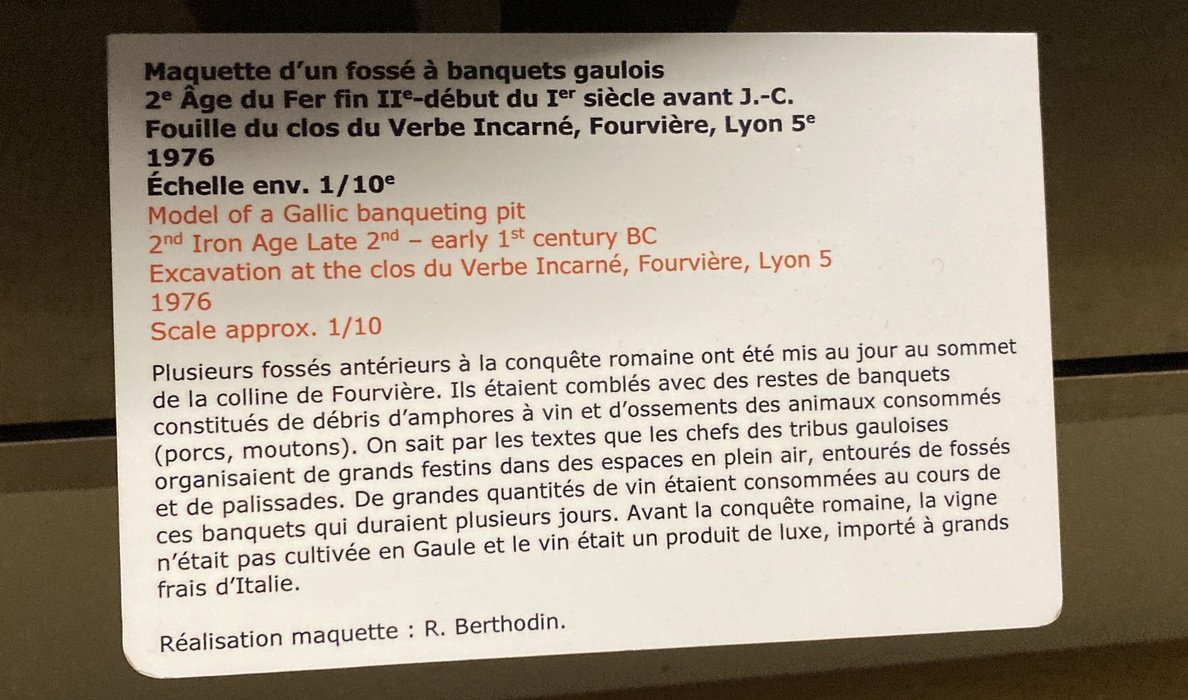 Maquette d'un fossé à banquets gaulois
2e Âge du Fer fin IIe-début du Ier siècle avant J.-C.
Fouille du clos du Verbe Incarné, Fourvière, Lyon 5e
1976
Échelle env. 1/10e
Model of a Gallic banqueting pit
2nd Iron Age Late 2nd – early 1st century BC
Excavation at the clos du Verbe Incarné, Fourvière, Lyon 5
1976
Scale approx. 1/10
Plusieurs fossés antérieurs à la conquête romaine ont été mis au jour au sommet
de la colline de Fourvière. Ils étaient comblés avec des restes de banquets
constitués de débris d'amphores à vin et d'ossements des animaux consommés
(porcs, moutons). On sait par les textes que les chefs des tribus gauloises
organisaient de grands festins dans des espaces en plein air, entourés de fossés
et de palissades. De grandes quantités de vin étaient consommées au cours de
ces banquets qui duraient plusieurs jours. Avant la conquête romaine, la vigne
n'était pas cultivée en Gaule et le vin était un produit de luxe, importé à grands
frais d'Italie.
Réalisation maquette : R. Berthodin.